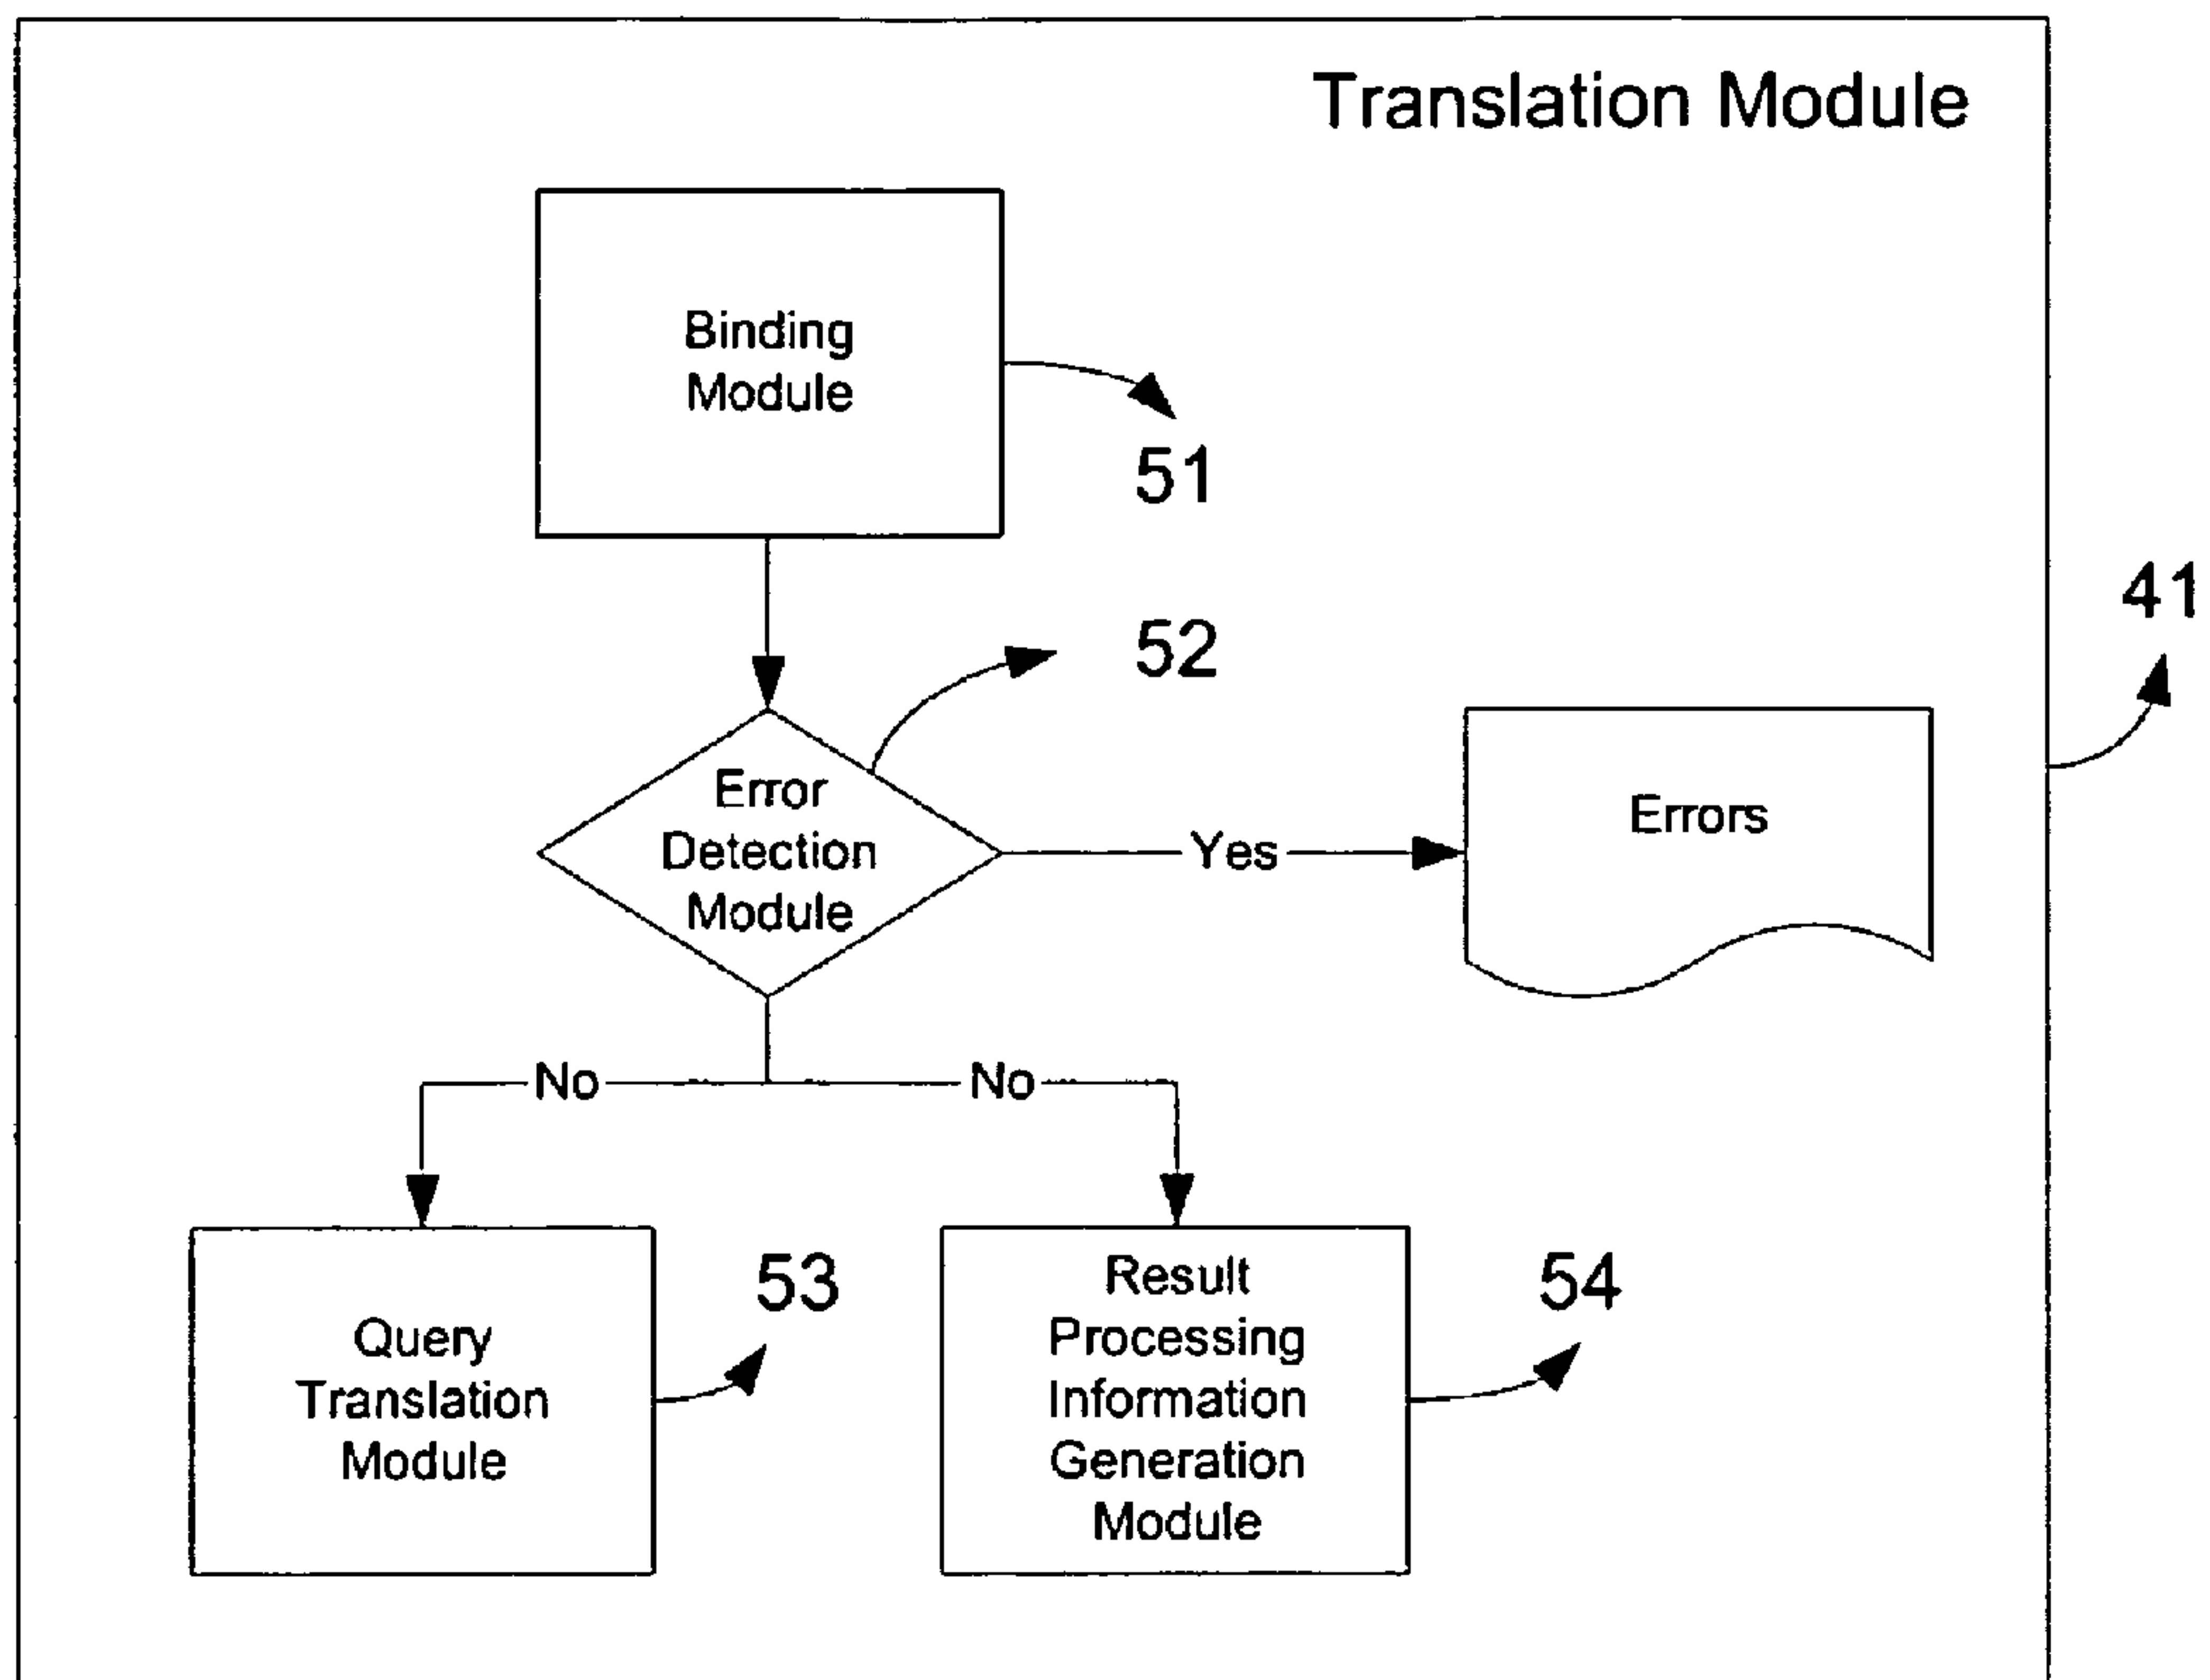 Translation Module
Binding
Module
51
41
52
Error
Detection
Module
Yes
Errors
No
No
Query
Translation
Module
53
Result
Processing
Information
Generation
Module
54